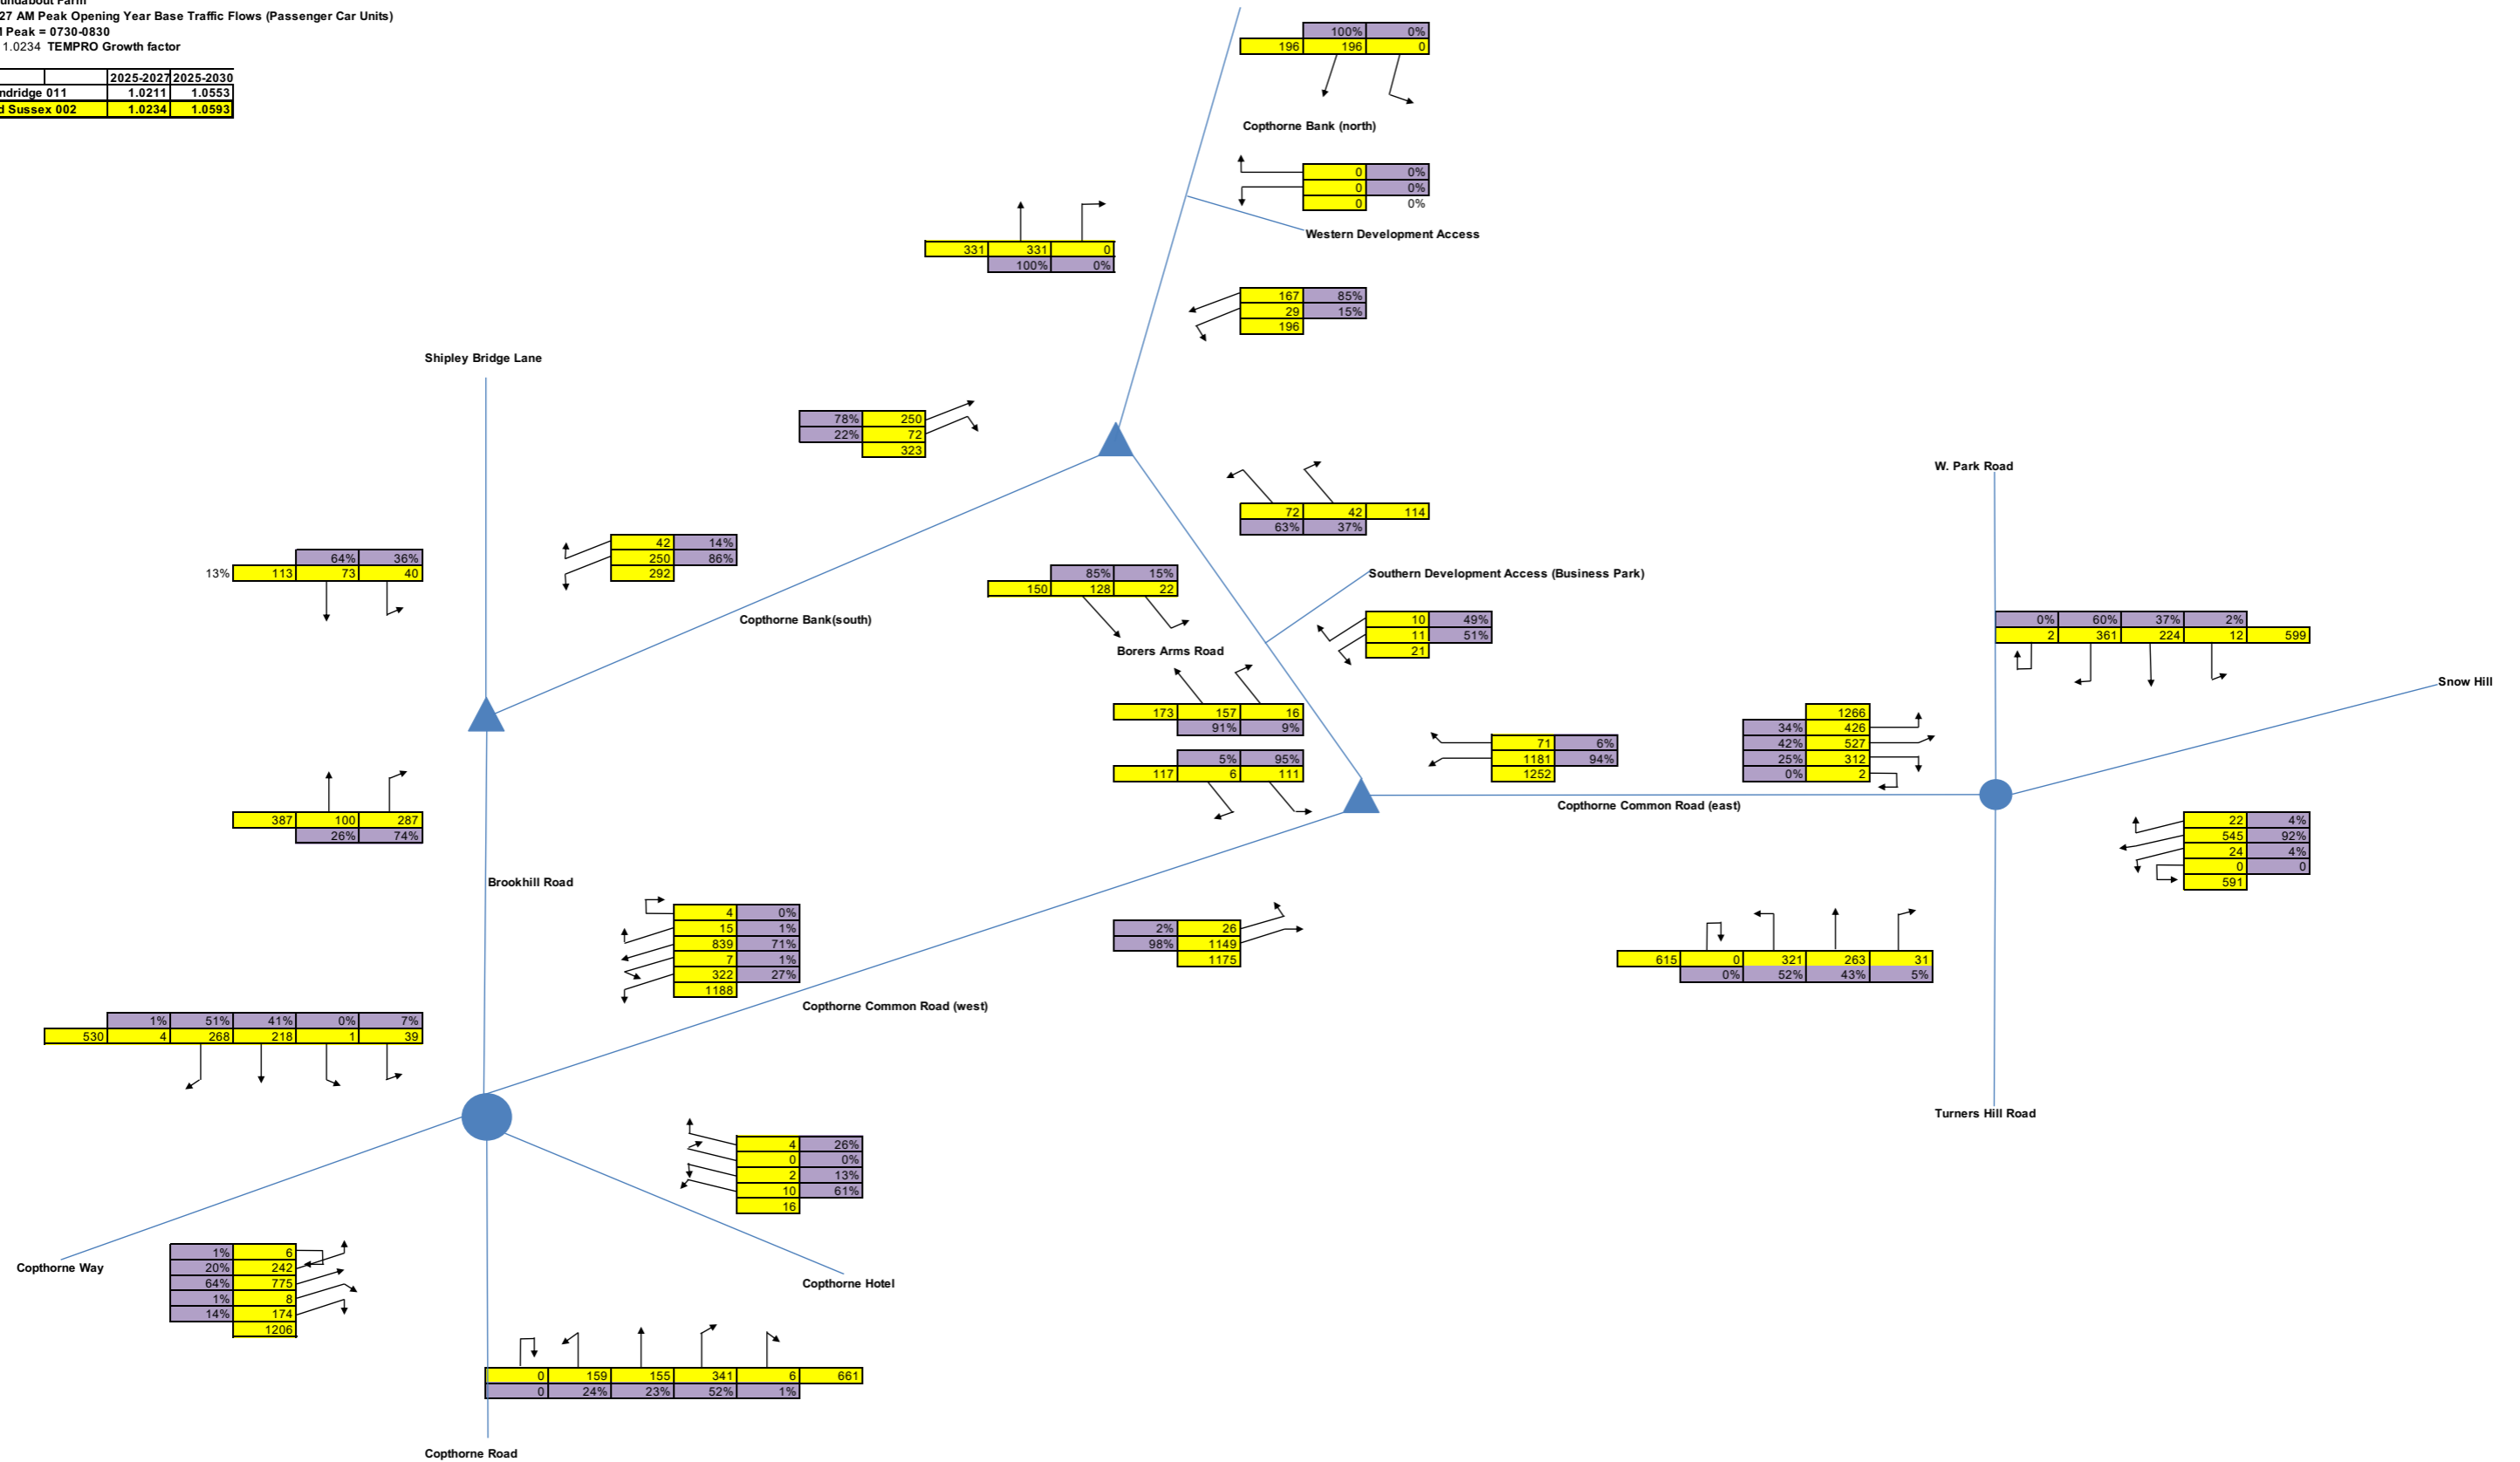 27 AM Peak Opening Year Base Traffic Flows (Passenger Car Units)
Peak = 0730-0830
1.0234 TEMPRO Growth factor
2025-2027 2025-2030
ndridge 011 1.0211 1.0553
d Sussex 002 1.0234 1.0593
100% 0%
196 196 0
Copthorne Bank (north)
0 0%
0 0%
0 0%
Western Development Access
331 331 0
100% 0%
167 85%
29 15%
196
Shipley Bridge Lane
78% 250
22% 72
323
W. Park Road
72 42 114
63% 37%
42 14%
250 86%
292
64% 36%
13% 113 73 40
85% 15%
150 128 22
Southern Development Access (Business Park)
Copthorne Bank(south)
10 49%
11 51%
21
0% 60% 37% 2%
2 361 224 12 599
Borers Arms Road
Snow Hill
173 157 16
91% 9%
1266
34% 426
42% 527
25% 312
0% 2
71 6%
1181 94%
1252
5% 95%
117 6 111
Copthorne Common Road (east)
387 100 287
26% 74%
22 4%
545 92%
24 4%
0 0
591
Brookhill Road
4 0%
15 1%
839 71%
7 1%
322 27%
1188
2% 26
98% 1149
1175
615 0 321 263 31
0% 52% 43% 5%
Copthorne Common Road (west)
1% 51% 41% 0% 7%
530 4 268 218 1 39
Turners Hill Road
4 26%
0 0%
2 13%
10 61%
16
Copthorne Way
1% 6
20% 242
64% 775
1% 8
14% 174
1206
Copthorne Hotel
0 159 155 341 6 661
0 24% 23% 52% 1%
Copthorne Road